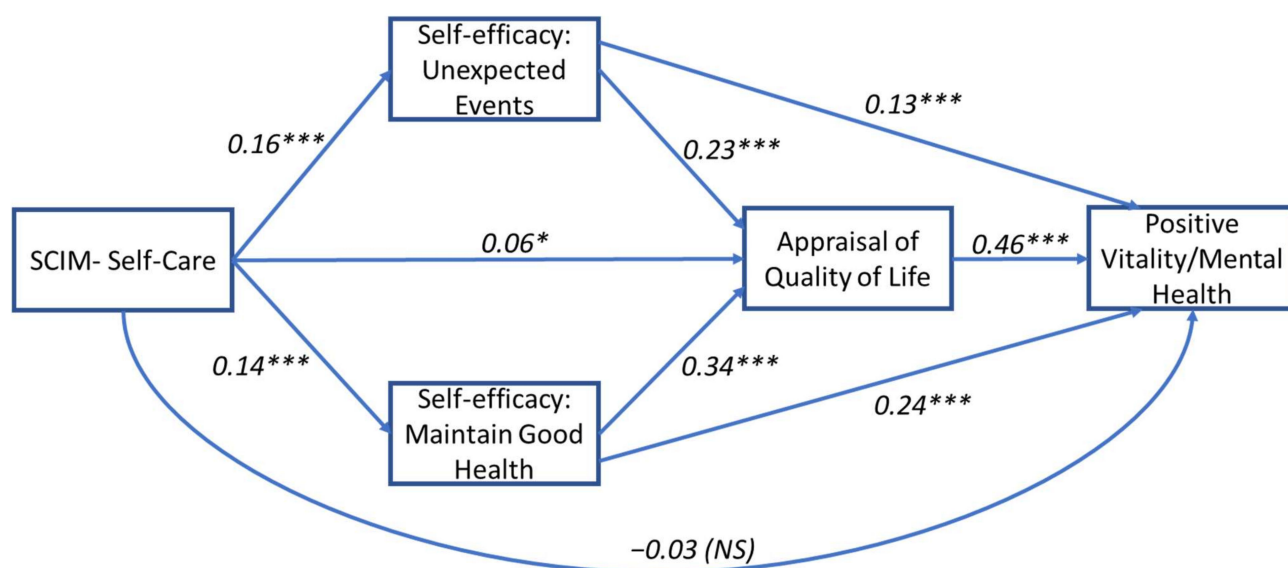 Self-efficacy:
Unexpected
Events
0.13***
0.16***
0.23***
SCIM- Self-Care
0.06*
Appraisal of
Quality of Life
0.46***
Positive
Vitality/Mental
Health
0.14***
0.34***
Self-efficacy:
Maintain Good
Health
0.24***
−0.03 (NS)